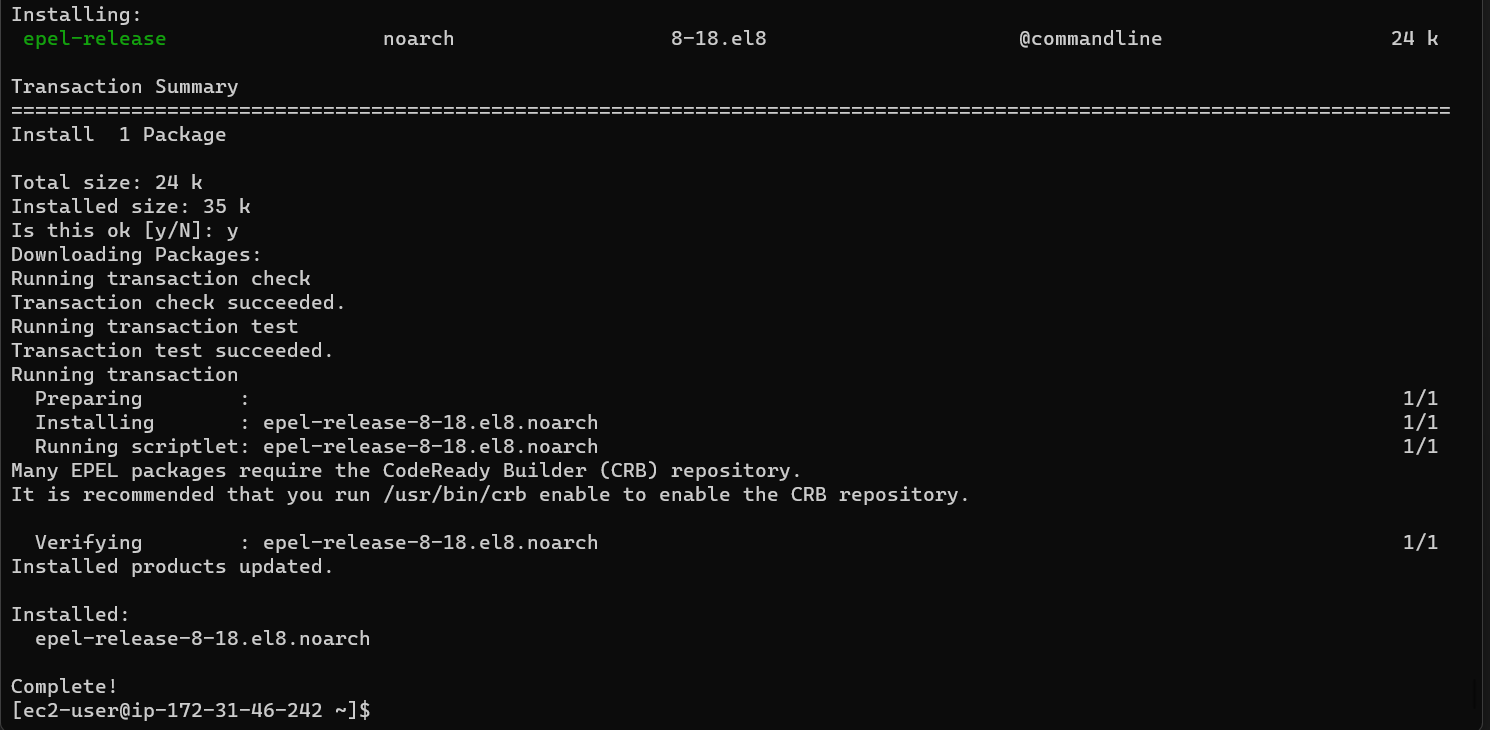 Installing:
 epel-release                  noarch                  8-18.el8                     @commandline                   24 k

Transaction Summary
========================================================================================================================
Install  1 Package

Total size: 24 k
Installed size: 35 k
Is this ok [y/N]: y
Downloading Packages:
Running transaction check
Transaction check succeeded.
Running transaction test
Transaction test succeeded.
Running transaction
  Preparing        :                                                                                                1/1
  Installing       : epel-release-8-18.el8.noarch                                                                   1/1
  Running scriptlet: epel-release-8-18.el8.noarch                                                                   1/1
Many EPEL packages require the CodeReady Builder (CRB) repository.
It is recommended that you run /usr/bin/crb enable to enable the CRB repository.

  Verifying        : epel-release-8-18.el8.noarch                                                                   1/1
Installed products updated.

Installed:
  epel-release-8-18.el8.noarch

Complete!
[ec2-user@ip-172-31-46-242 ~]$